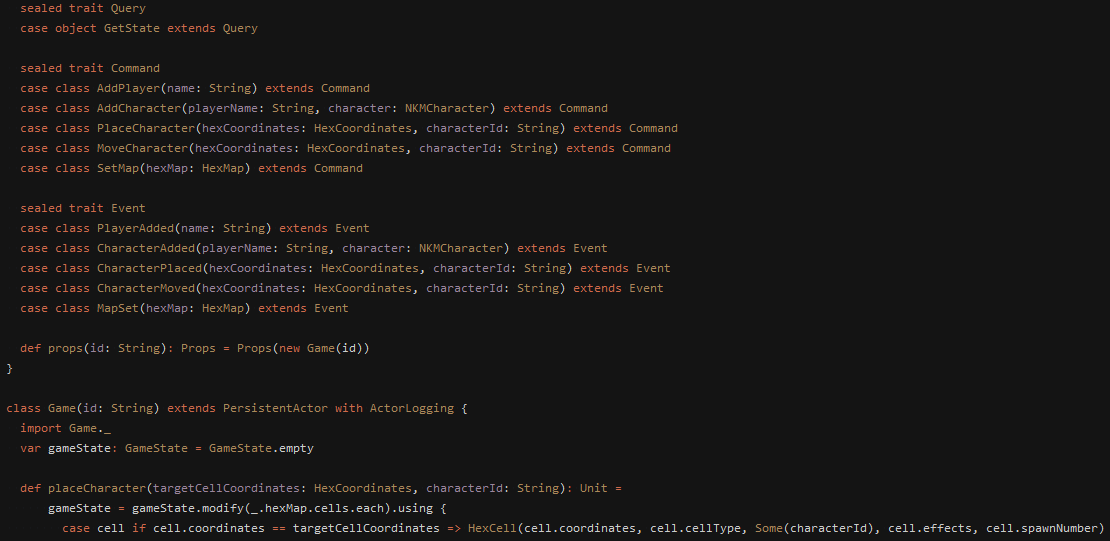 sealed trait Query
case object GetState extends Query
sealed trait Command
case class AddPlayer(name: String) extends Command
case class AddCharacter(playerName: String, character: NKMCharacter) extends Command
case class PlaceCharacter(hexCoordinates: HexCoordinates, characterId: String) extends Command
case class MoveCharacter(hexCoordinates: HexCoordinates, characterId: String) extends Command
case class SetMap(hexMap: HexMap) extends Command
sealed trait Event
case class PlayerAdded(name: String) extends Event
case class CharacterAdded(playerName: String, character: NKMCharacter) extends Event
case class CharacterPlaced(hexCoordinates: HexCoordinates, characterId: String) extends Event
case class CharacterMoved(hexCoordinates: HexCoordinates, characterId: String) extends Event
case class MapSet(hexMap: HexMap) extends Event
def props(id: String): Props = Props(new Game(id))
}
class Game(id: String) extends PersistentActor with ActorLogging {
import Game._
var gameState: GameState = GameState.empty
def placeCharacter(targetCellCoordinates: HexCoordinates, characterId: String): Unit =
gameState = gameState.modify(_.hexMap.cells.each).using {
case cell if cell.coordinates == targetCellCoordinates => HexCell(cell.coordinates, cell.cellType, Some(characterId), cell.effects, cell.spawnNumber)